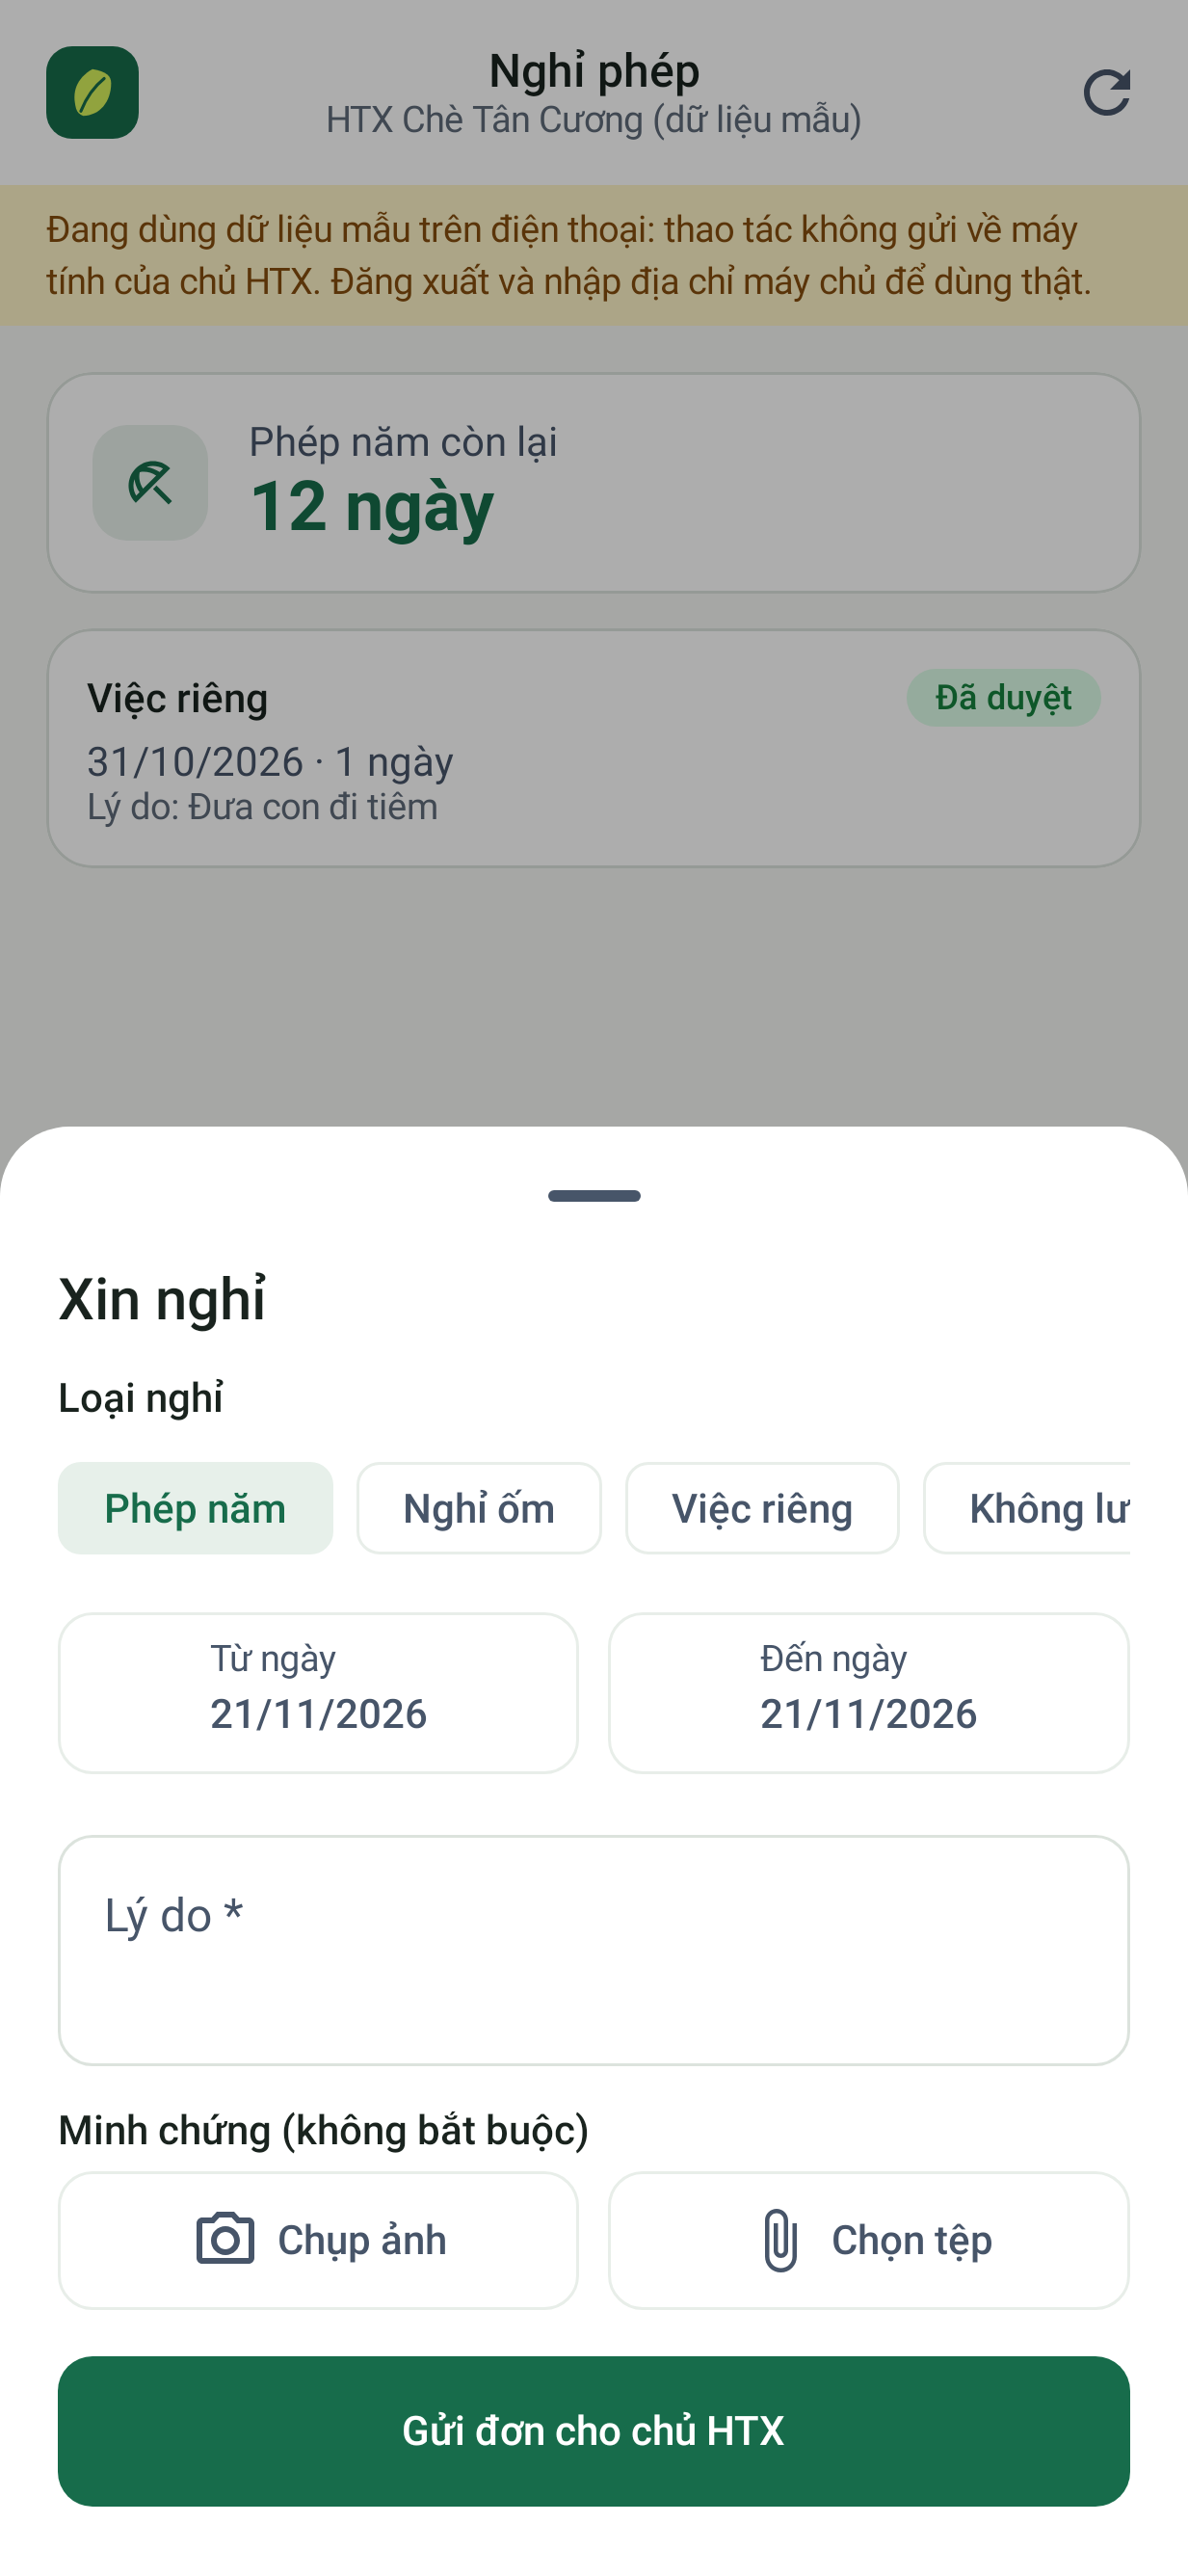 Nghỉ phép
HTX Chè Tân Cương (dữ liệu mẫu)
Đang dùng dữ liệu mẫu trên điện thoại: thao tác không gửi về máy
tính của chủ HTX. Đăng xuất và nhập địa chỉ máy chủ để dùng thật.
Phép năm còn lại
12 ngày
Việc riêng
Đã duyệt
31/10/2026 · 1 ngày
Lý do: Đưa con đi tiêm
Xin nghỉ
Loại nghỉ
Phép năm
Nghỉ ốm
Việc riêng
Không lư
Từ ngày
21/11/2026
Đến ngày
21/11/2026
Lý do *
Minh chứng (không bắt buộc)
Chụp ảnh
Chọn tệp
Gửi đơn cho chủ HTX